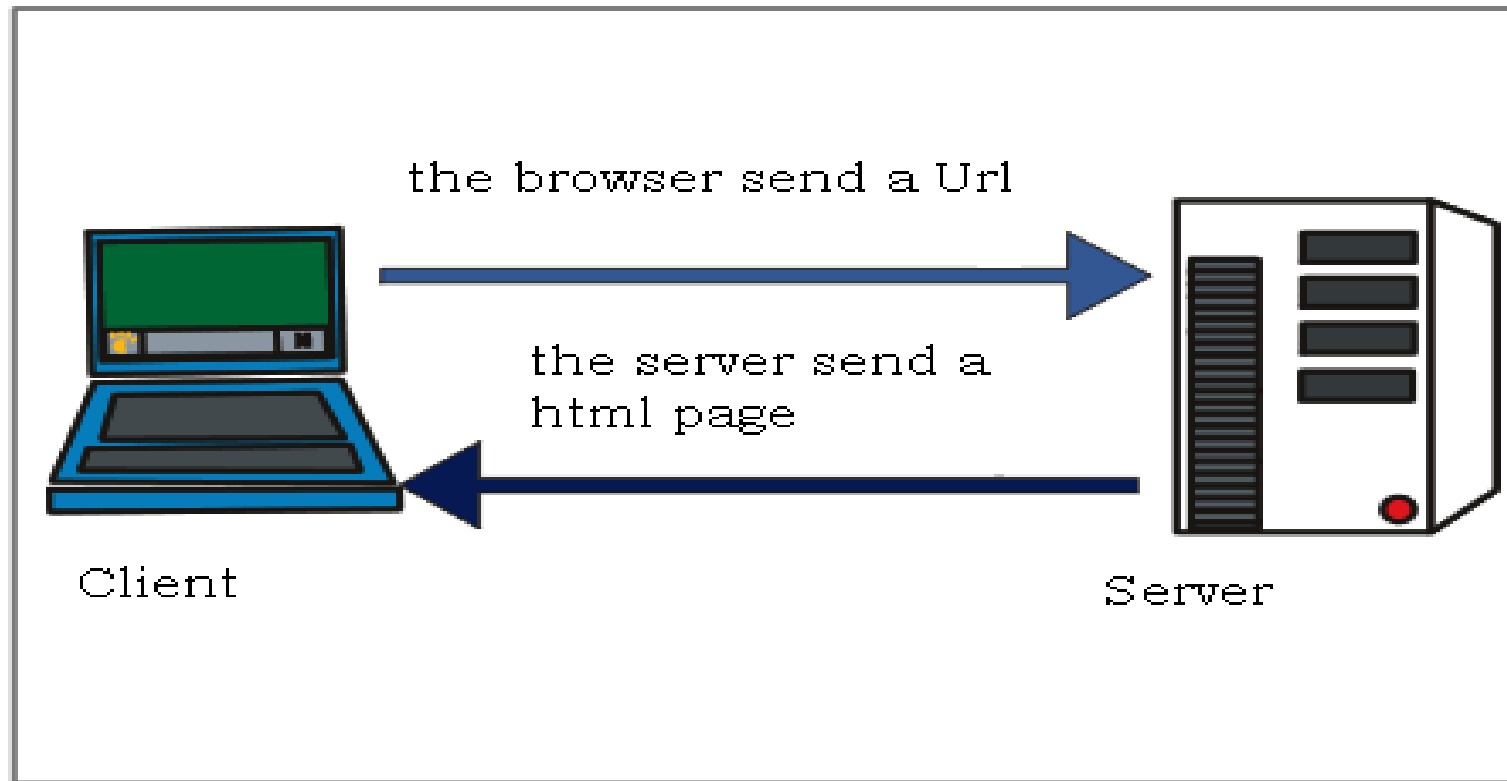 the browser send a Url
the server send a
html page
Client
Server